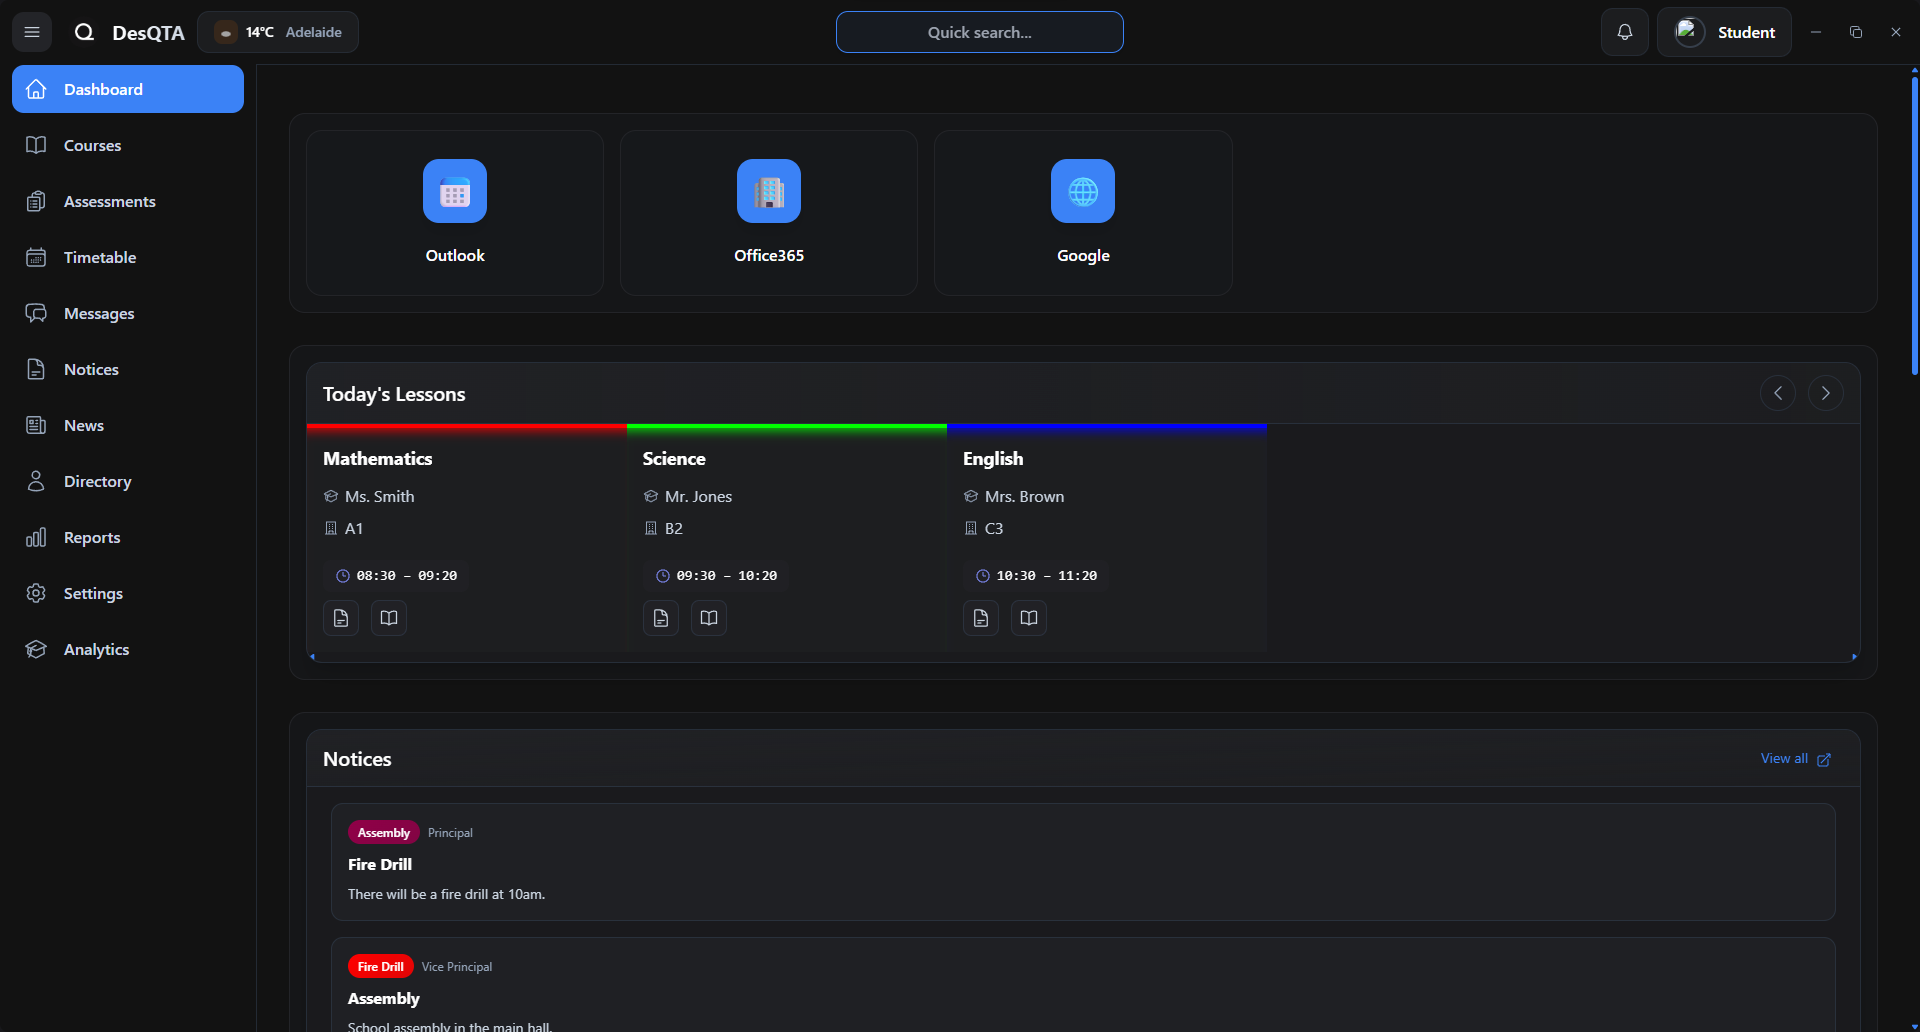 DesQTA
14°C Adelaide
Quick search...
Student
Dashboard
Courses
Assessments
Timetable
Messages
Notices
News
Directory
Reports
Settings
Analytics
Outlook
Office365
Google
Today's Lessons
Mathematics
Ms. Smith
A1
08:30 – 09:20
Science
Mr. Jones
B2
09:30 – 10:20
English
Mrs. Brown
C3
10:30 – 11:20
Notices
View all
Assembly Principal
Fire Drill
There will be a fire drill at 10am.
Fire Drill Vice Principal
Assembly
School assembly in the main hall.